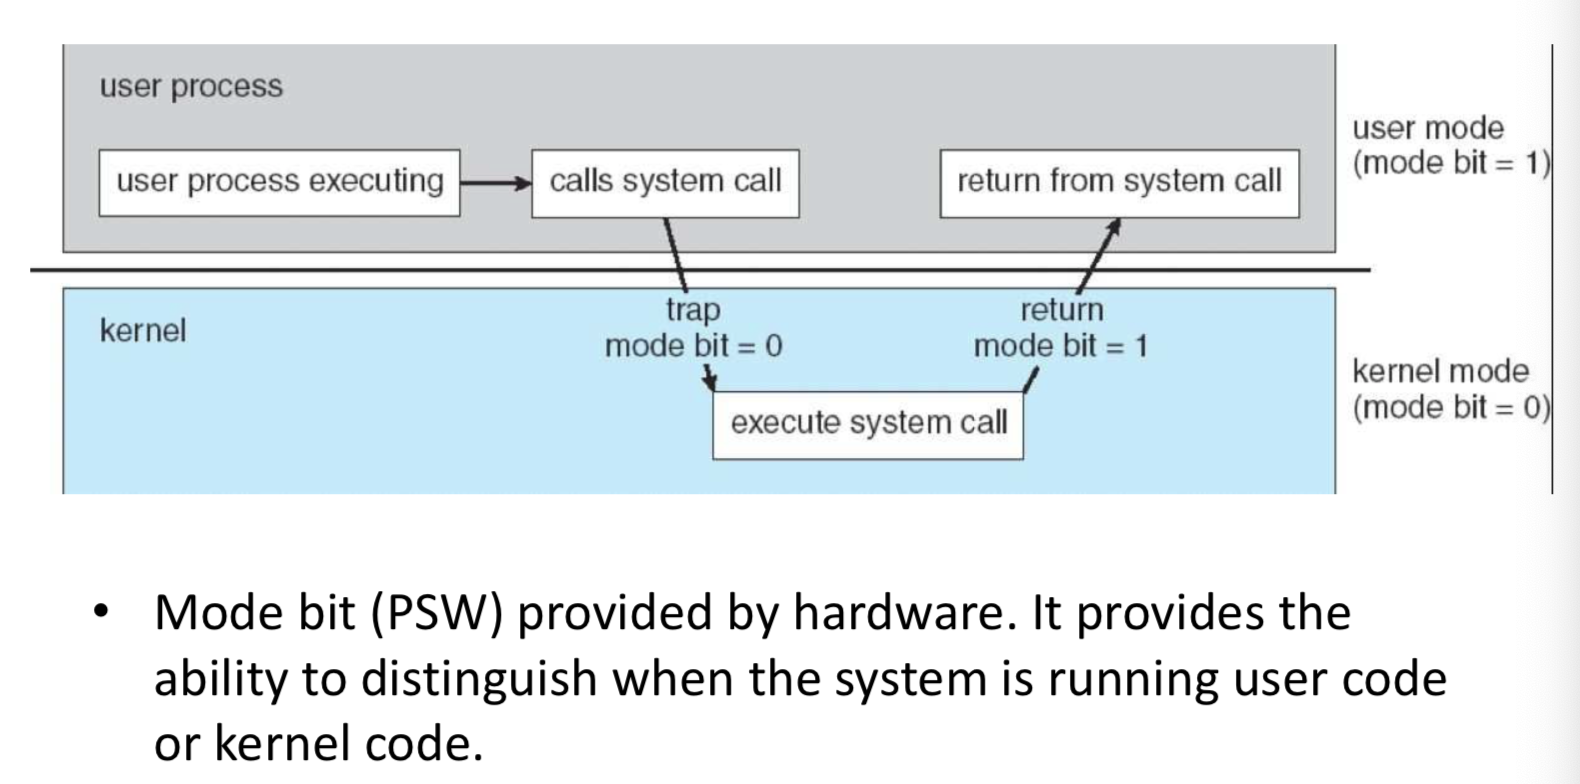 user process
user process executing
calls system call
return from system call
user mode
(mode bit = 1)
kernel
trap
mode bit = 0
return
mode bit = 1
execute system call
kernel mode
(mode bit = 0)
• Mode bit (PSW) provided by hardware. It provides the
ability to distinguish when the system is running user code
or kernel code.